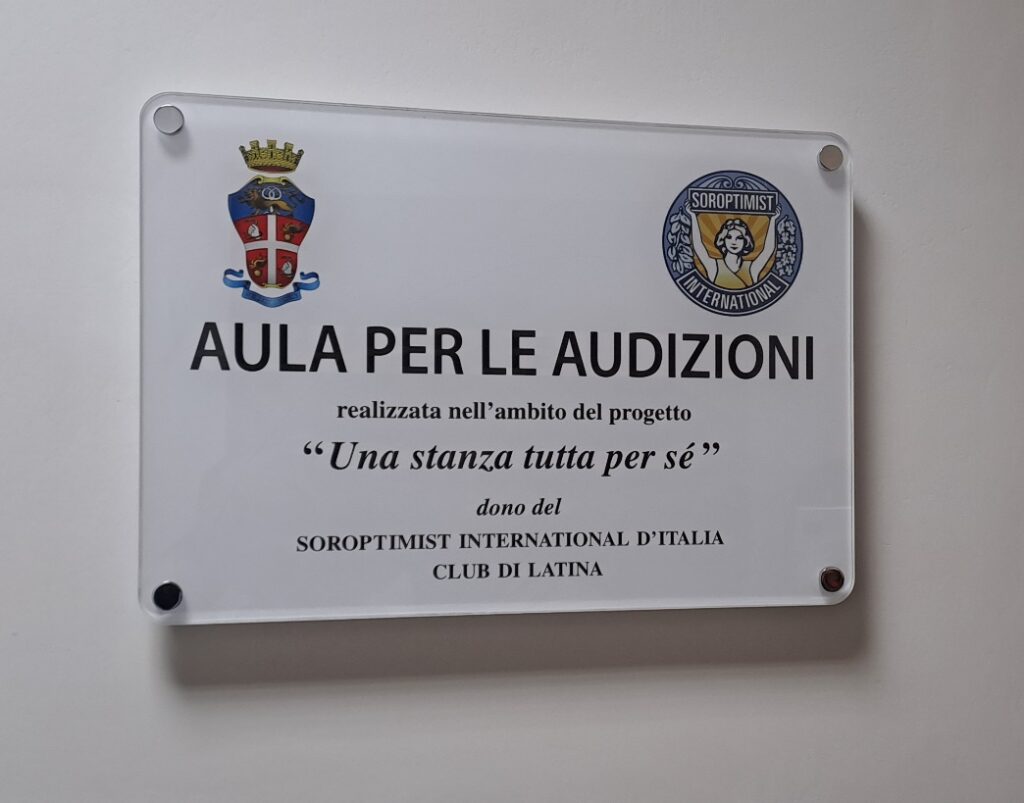 SOROPTIMIST
INTERNATIONAL
AULA PER LE AUDIZIONI
realizzata nell'ambito del progetto
“Una stanza tutta per sé”
dono del
SOROPTIMIST INTERNATIONAL D'ITALIA
CLUB DI LATINA